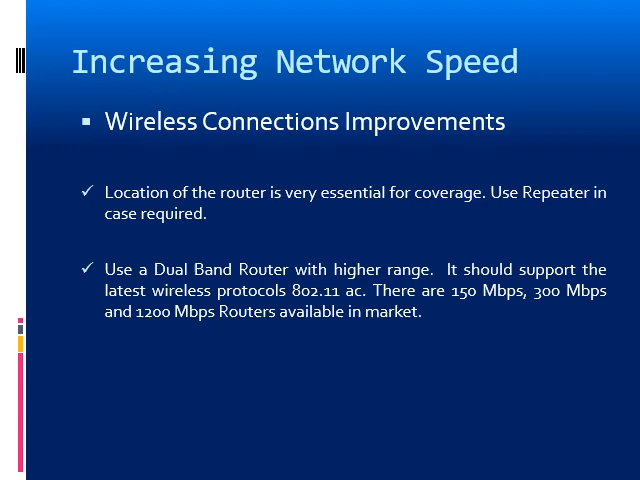 Increasing Network Speed
Wireless Connections Improvements
Location of the router is very essential for coverage. Use Repeater in
case required.
Use a Dual Band Router with higher range. It should support the
latest wireless protocols 802.11 ac. There are 150 Mbps, 300 Mbps
and 1200 Mbps Routers available in market.